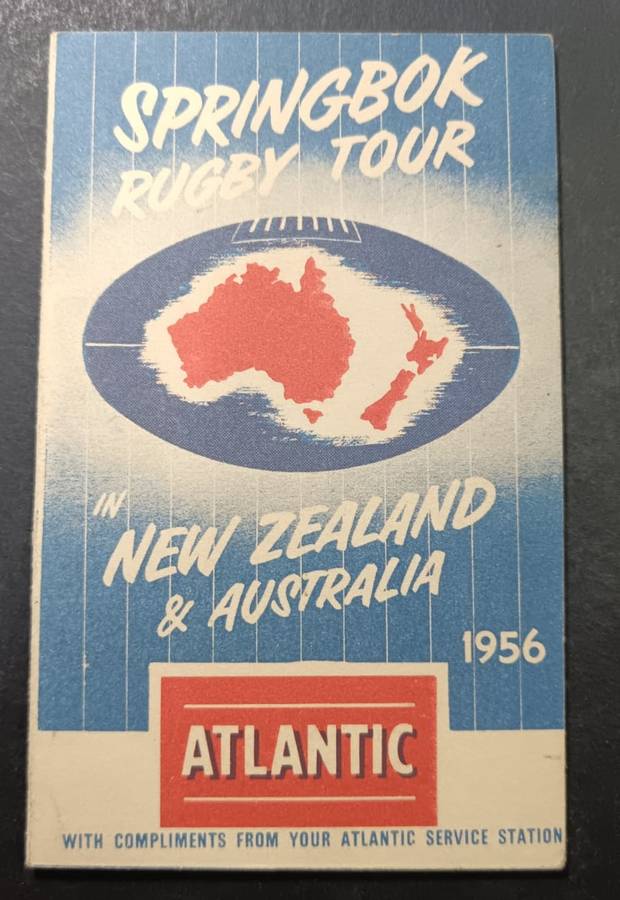 SPRINGBOK
RUGBY TOUR
IN
NEW ZEALAND
& AUSTRALIA
1956
ATLANTIC
WITH COMPLIMENTS FROM YOUR ATLANTIC SERVICE STATION